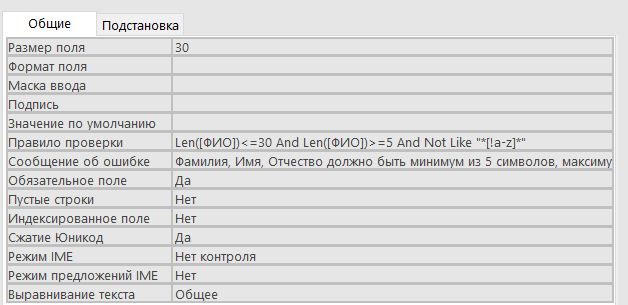 Общие Подстановка
Размер поля 30
Формат поля
Маска ввода
Подпись
Значение по умолчанию
Правило проверки Len([ФИО])<=30 And Len([ФИО])>=5 And Not Like "*[!a-z]*"
Сообщение об ошибке Фамилия, Имя, Отчество должно быть минимум из 5 символов, максиму
Обязательное поле Да
Пустые строки Нет
Индексированное поле Нет
Сжатие Юникод Да
Режим IME Нет контроля
Режим предложений IME Нет
Выравнивание текста Общее